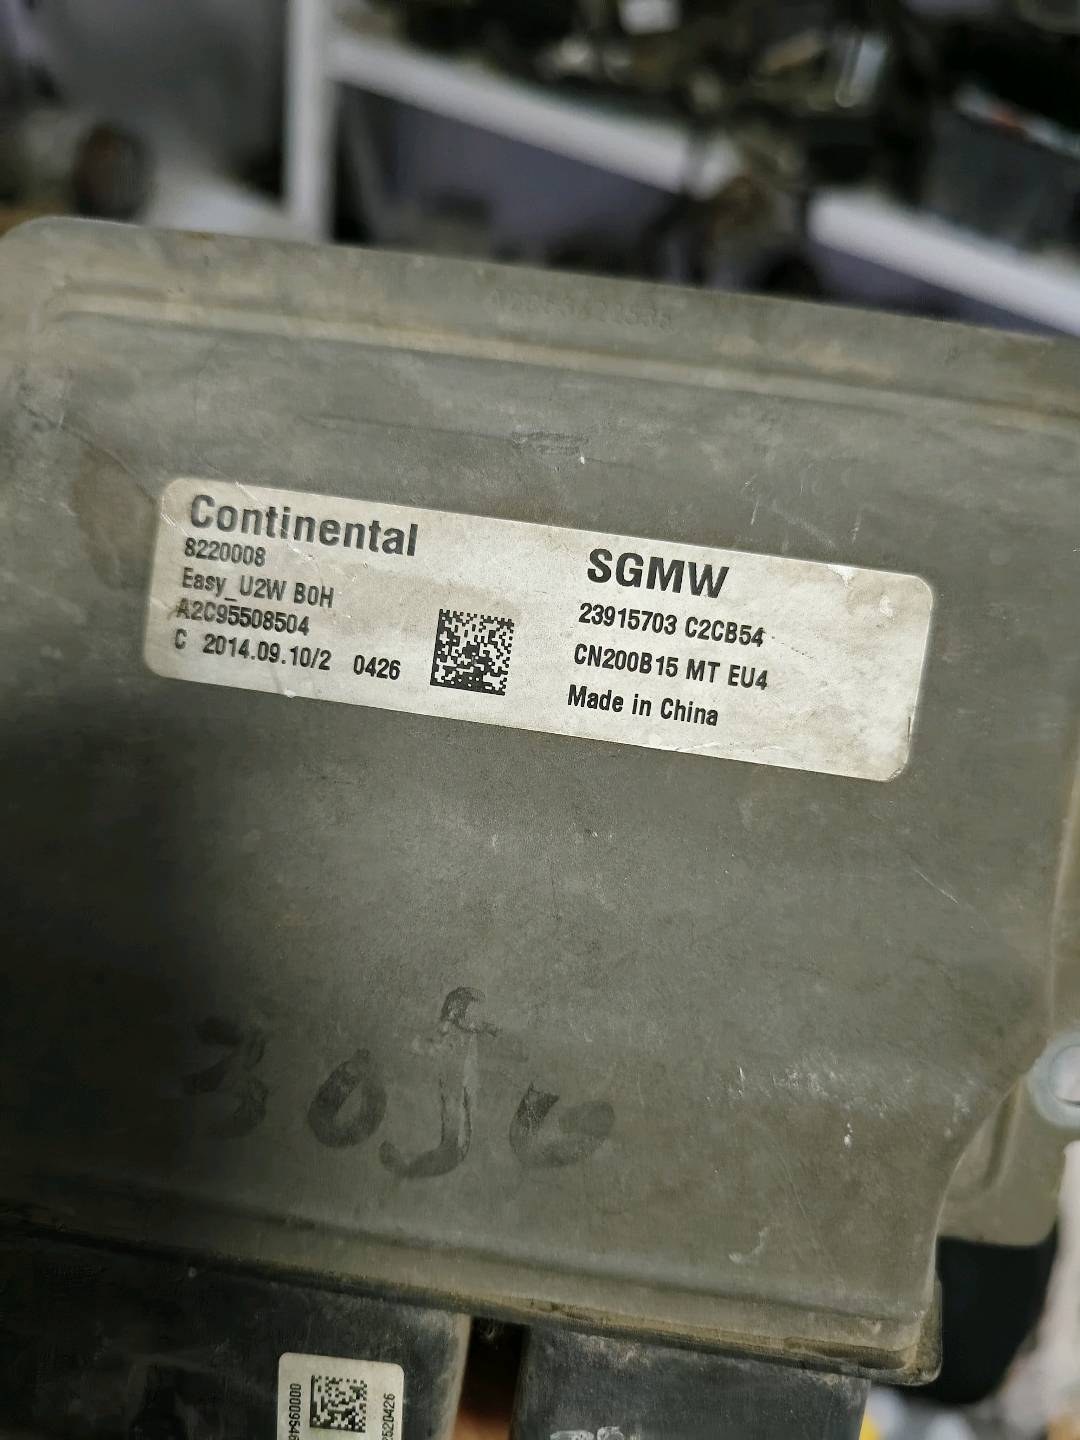 Continental
8220008
Easy_U2W B0H
A2C95508504
C 2014.09.10/2 0426
SGMW
23915703 C2CB54
CN200B15 MT EU4
Made in China